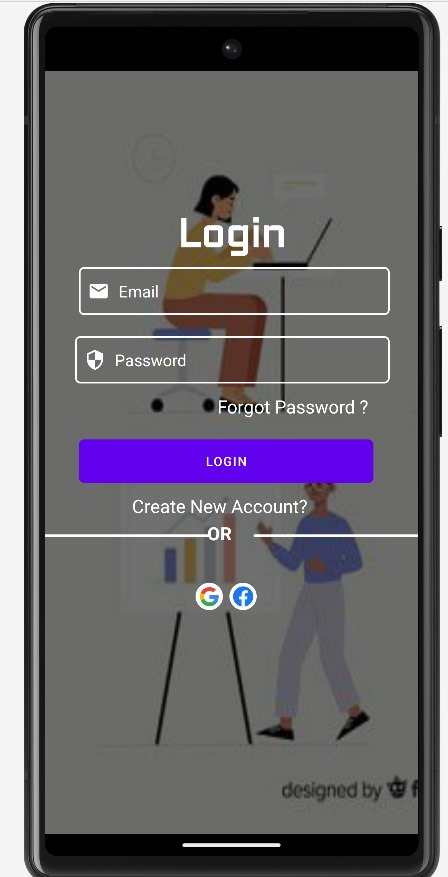 Login
Email
Password
Forgot Password ?
LOGIN
Create New Account?
OR
designed by